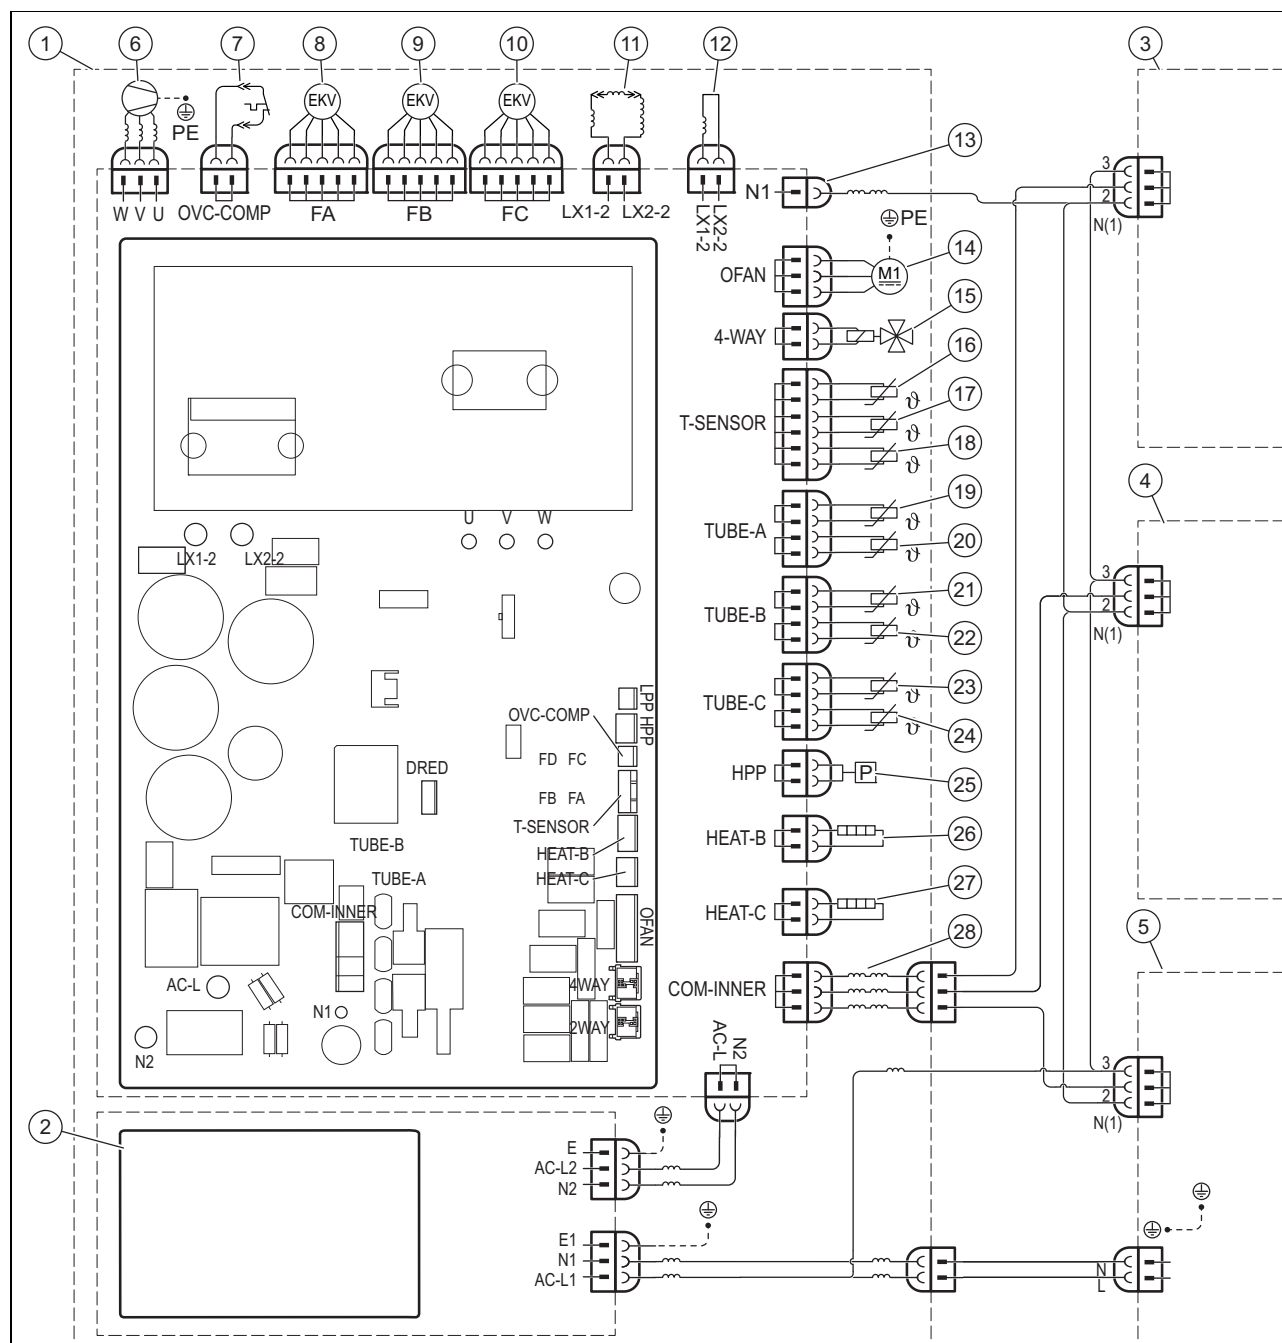 1 6 7 8 9 10 11 12 3
EKV EKV EKV
PE
W V U OVC-COMP FA FB FC LX1-2 LX2-2
LX1-2
LX2-2
N1
13
3
2
N(1)
PE
OFAN M1 14
4-WAY 15
16
T-SENSOR ϑ 17
ϑ 18
ϑ
4
TUBE-A 19
ϑ 20
ϑ
U V W
LX1-2 LX2-2
TUBE-B 21
ϑ 22
ϑ
3
2
N(1)
TUBE-C 23
ϑ 24
ϑ
LPP
HPP
OVC-COMP
FD FC
DRED
FB FA
T-SENSOR
HPP P 25
TUBE-B
HEAT-B
HEAT-B 26
TUBE-A
HEAT-C
HEAT-C 27
COM-INNER
OFAN
28
5
AC-L
4WAY
COM-INNER
N1
2WAY
N2
AC-L
N2
3
2
N(1)
2
E
AC-L2
N2
E1
N1
AC-L1
N
L